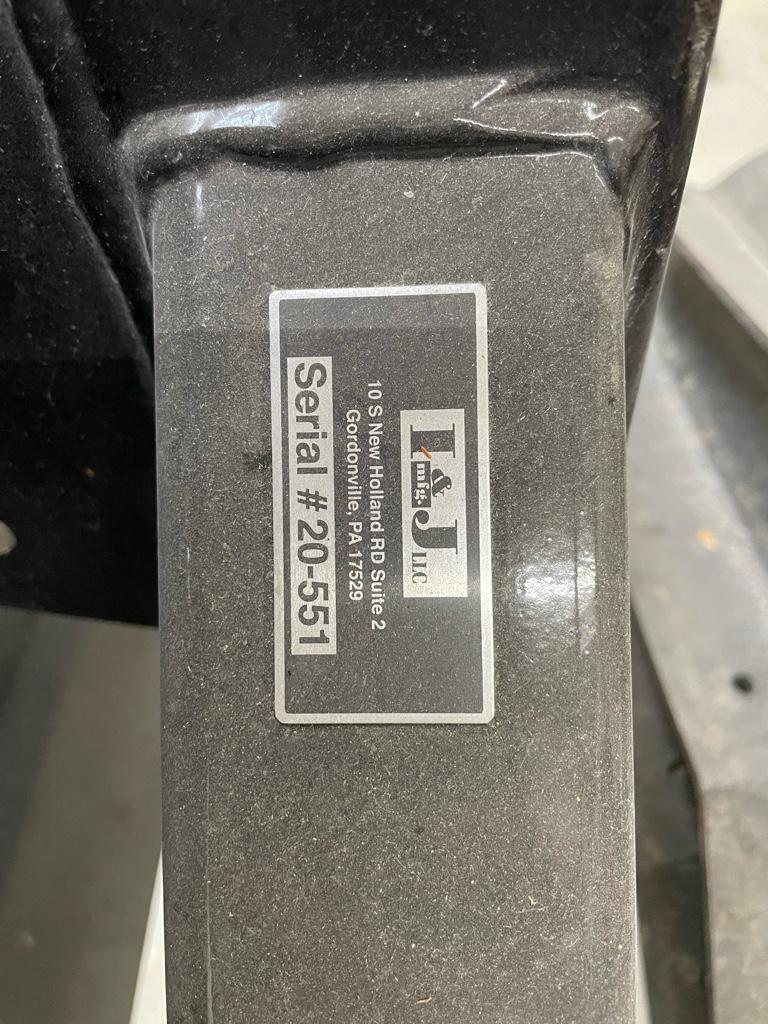 I & J mfg. LLC
10 S New Holland RD Suite 2
Gordonville, PA 17529
Serial # 20-551